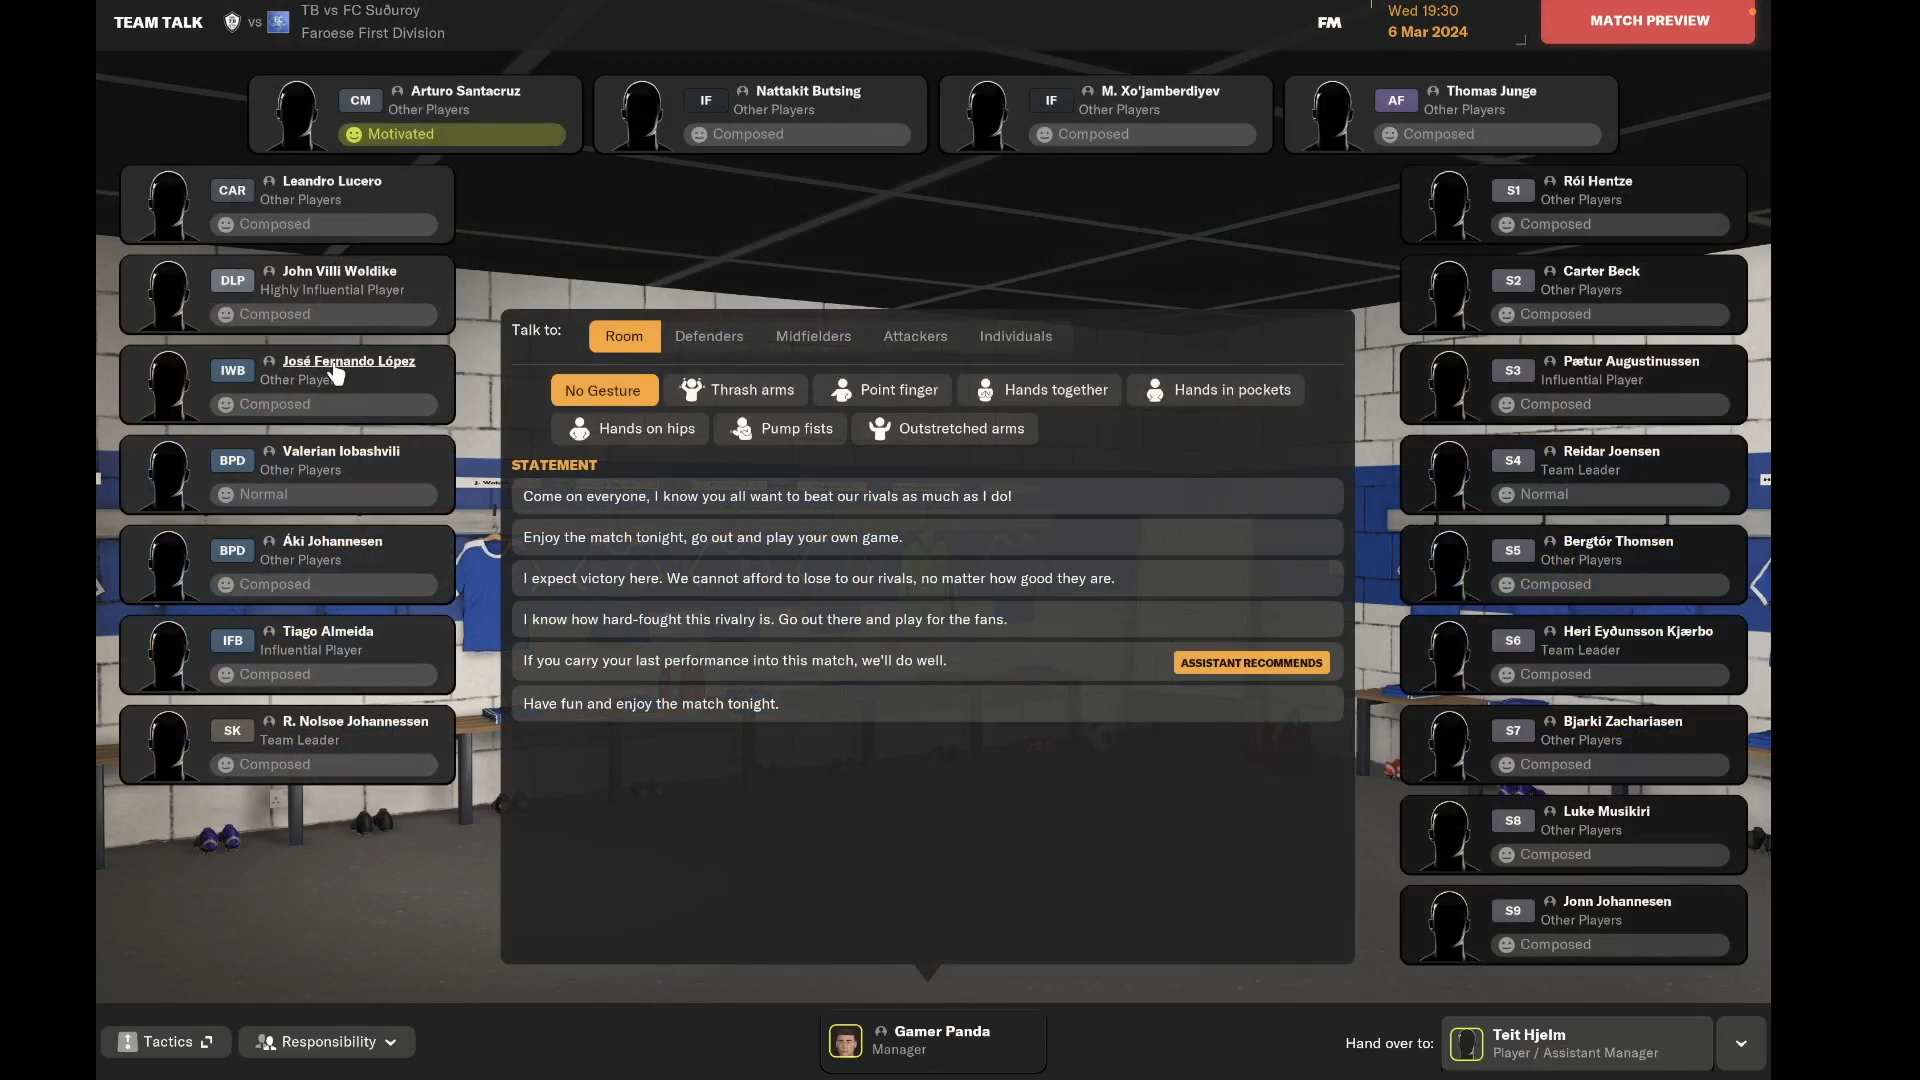 TEAM TALK
vs
TB vs FC Suðuroy
Faroese First Division
FM
Wed 19:30
6 Mar 2024
MATCH PREVIEW
CM
Arturo Santacruz
Other Players
Motivated
IF
Nattakit Butsing
Other Players
Composed
IF
M. Xo'jamberdiyev
Other Players
Composed
AF
Thomas Junge
Other Players
Composed
CAR
Leandro Lucero
Other Players
Composed
DLP
John Villi Wøldike
Highly Influential Player
Composed
IWB
José Fernando López
Other Playe
Composed
BPD
Valerian Iobashvili
Other Players
Normal
BPD
Áki Johannesen
Other Players
Composed
IFB
Tiago Almeida
Influential Player
Composed
SK
R. Nolsøe Johannessen
Team Leader
Composed
Talk to:
Room
Defenders
Midfielders
Attackers
Individuals
No Gesture
Thrash arms
Point finger
Hands together
Hands in pockets
Hands on hips
Pump fists
Outstretched arms
STATEMENT
Come on everyone, I know you all want to beat our rivals as much as I do!
Enjoy the match tonight, go out and play your own game.
I expect victory here. We cannot afford to lose to our rivals, no matter how good they are.
I know how hard-fought this rivalry is. Go out there and play for the fans.
If you carry your last performance into this match, we'll do well.
ASSISTANT RECOMMENDS
Have fun and enjoy the match tonight.
S1
Rói Hentze
Other Players
Composed
S2
Carter Beck
Other Players
Composed
S3
Pætur Augustinussen
Influential Player
Composed
S4
Reidar Joensen
Team Leader
Normal
S5
Bergtór Thomsen
Other Players
Composed
S6
Heri Eyðunsson Kjærbo
Team Leader
Composed
S7
Bjarki Zachariasen
Other Players
Composed
S8
Luke Musikiri
Other Players
Composed
S9
Jonn Johannesen
Other Players
Composed
Tactics
Responsibility
Gamer Panda
Manager
Hand over to:
Teit Hjelm
Player / Assistant Manager